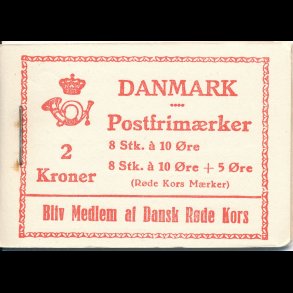 DANMARK
Postfrimærker
8 Stk. à 10 Øre
8 Stk. à 10 Øre + 5 Øre
(Røde Kors Mærker)
2
Kroner
Bliv Medlem af Dansk Røde Kors